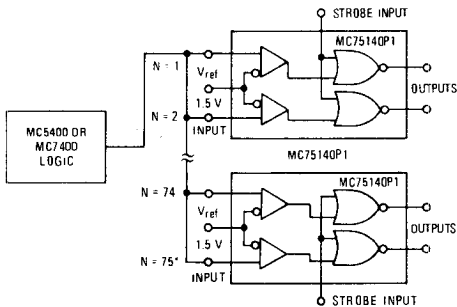 STROBE INPUT
MC75140P1
N = 1
Vref
1.5 V
N = 2
INPUT
OUTPUTS
MC5400 OR
MC7400
LOGIC
MC75140P1
MC75140P1
N = 74
Vref
1.5 V
N = 75*
INPUT
OUTPUTS
STROBE INPUT